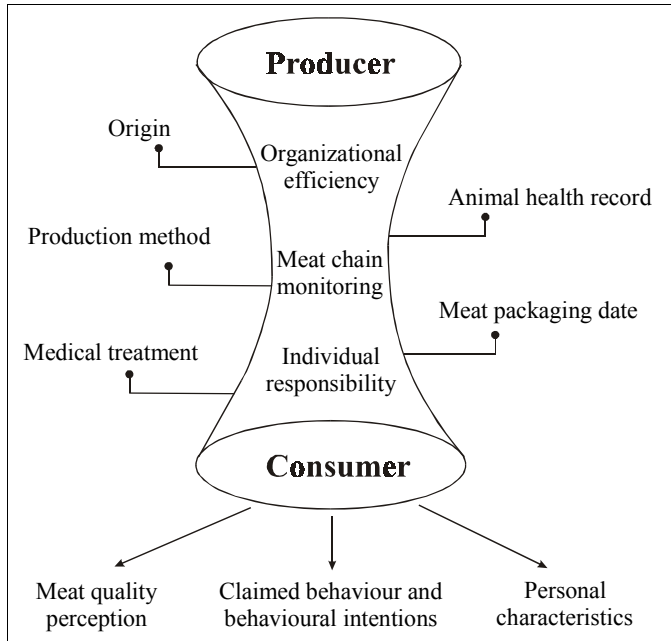 Producer
Origin
Organizational
efficiency
Animal health record
Production method
Meat chain
monitoring
Meat packaging date
Medical treatment
Individual
responsibility
Consumer
Meat quality
perception
Claimed behaviour and
behavioural intentions
Personal
characteristics